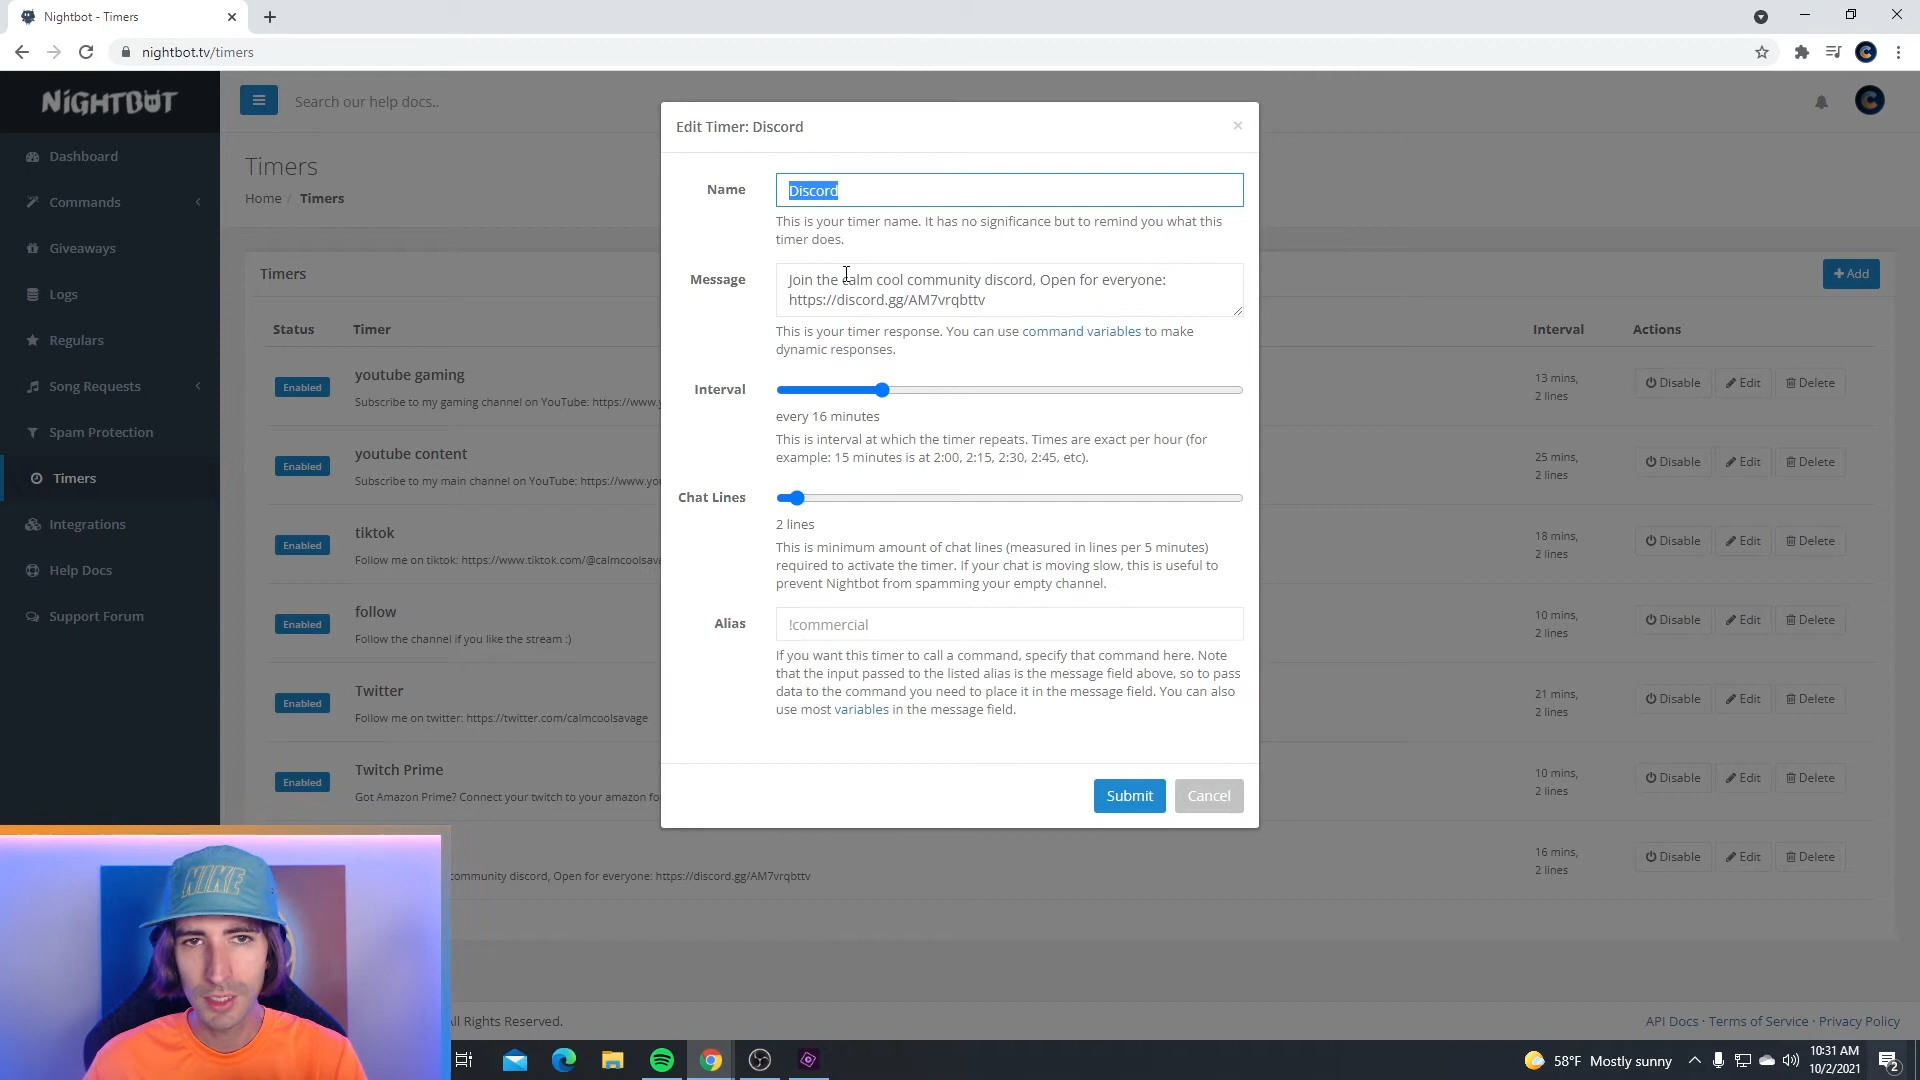 Nightbot - Timers
nightbot.tv/timers
NIGHTBOT
Search our help docs..
Dashboard
Commands
Giveaways
Logs
Regulars
Song Requests
Spam Protection
Timers
Integrations
Help Docs
Support Forum
Timers
Home / Timers
Timers
+ Add
Status Timer Interval Actions
Enabled youtube gaming 13 mins, 2 lines Disable Edit Delete
Subscribe to my gaming channel on YouTube: https://www.y
Enabled youtube content 25 mins, 2 lines Disable Edit Delete
Subscribe to my main channel on YouTube: https://www.yo
Enabled tiktok 18 mins, 2 lines Disable Edit Delete
Follow me on tiktok: https://www.tiktok.com/@calmcoolsava
Enabled follow 10 mins, 2 lines Disable Edit Delete
Follow the channel if you like the stream :)
Enabled Twitter 21 mins, 2 lines Disable Edit Delete
Follow me on twitter: https://twitter.com/calmcoolsavage
Enabled Twitch Prime 10 mins, 2 lines Disable Edit Delete
Got Amazon Prime? Connect your twitch to your amazon fo
16 mins, 2 lines Disable Edit Delete
community discord, Open for everyone: https://discord.gg/AM7vrqbttv
Edit Timer: Discord
×
Name
Discord
This is your timer name. It has no significance but to remind you what this
timer does.
Message
Join the calm cool community discord, Open for everyone:
https://discord.gg/AM7vrqbttv
This is your timer response. You can use command variables to make
dynamic responses.
Interval
every 16 minutes
This is interval at which the timer repeats. Times are exact per hour (for
example: 15 minutes is at 2:00, 2:15, 2:30, 2:45, etc).
Chat Lines
2 lines
This is minimum amount of chat lines (measured in lines per 5 minutes)
required to activate the timer. If your chat is moving slow, this is useful to
prevent Nightbot from spamming your empty channel.
Alias
!commercial
If you want this timer to call a command, specify that command here. Note
that the input passed to the listed alias is the message field above, so to pass
data to the command you need to place it in the message field. You can also
use most variables in the message field.
Submit Cancel
NIKE
All Rights Reserved.
API Docs · Terms of Service · Privacy Policy
58°F Mostly sunny
10:31 AM
10/2/2021
2